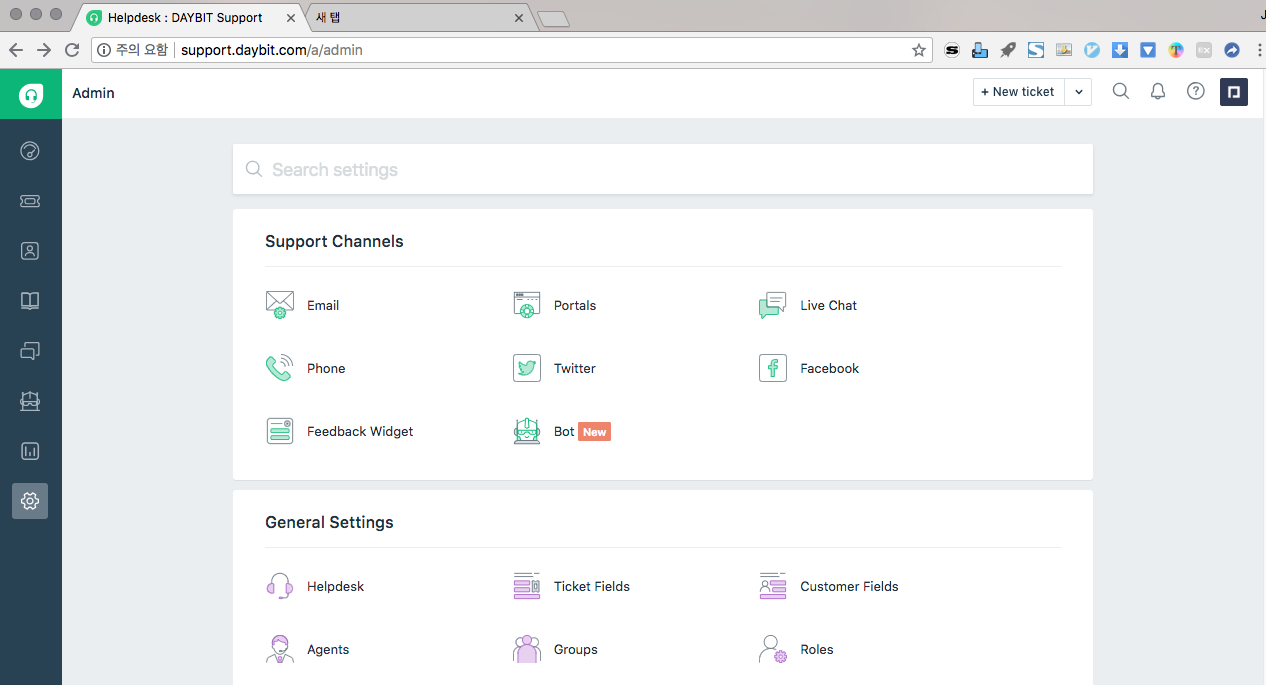 Helpdesk : DAYBIT Support
새 탭
주의 요함 support.daybit.com/a/admin
Admin
+ New ticket
Search settings
Support Channels
Email Portals Live Chat
Phone Twitter Facebook
Feedback Widget Bot New
General Settings
Helpdesk Ticket Fields Customer Fields
Agents Groups Roles